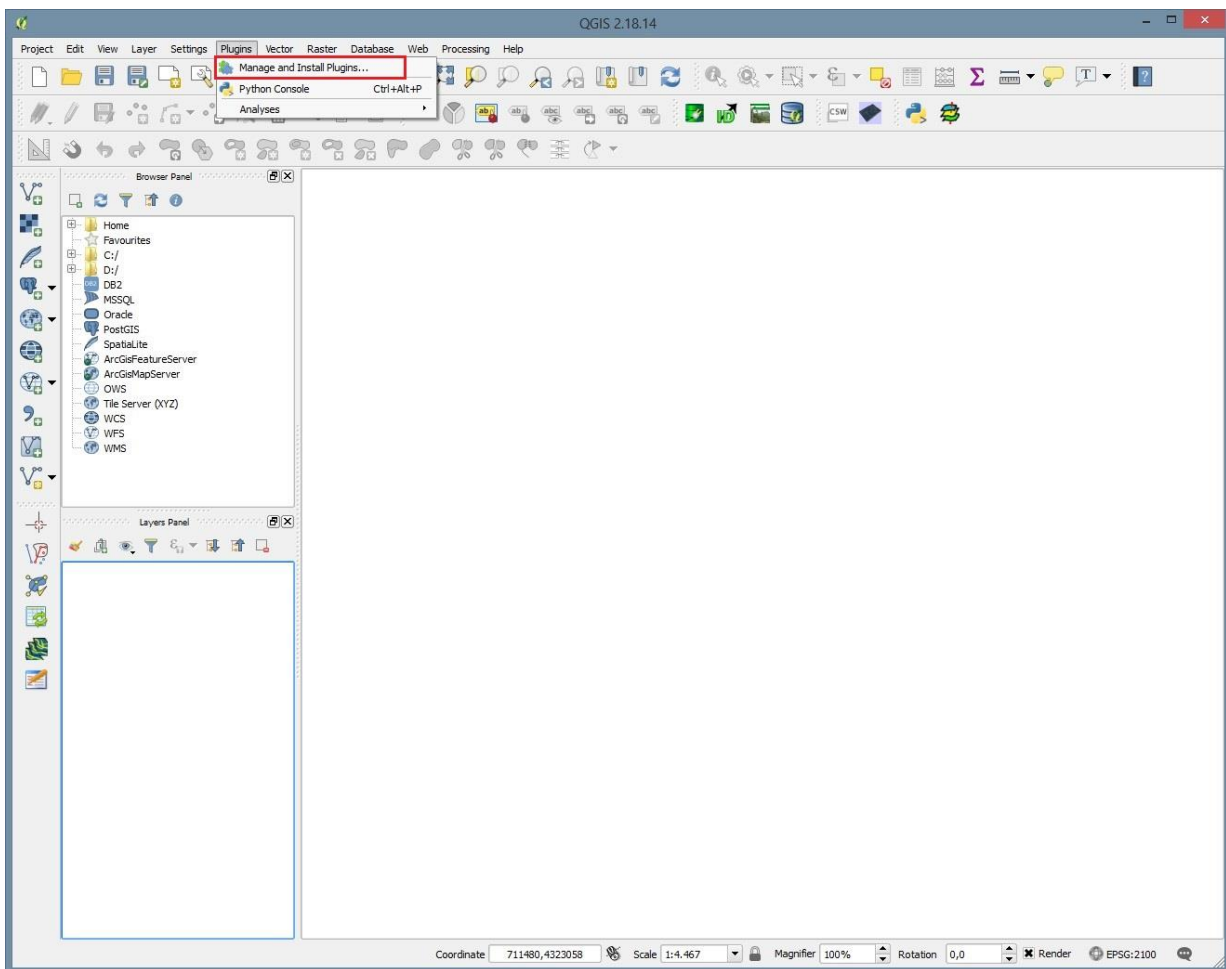 QGIS 2.18.14
Project Edit View Layer Settings Plugins Vector Raster Database Web Processing Help
Manage and Install Plugins...
Python Console Ctrl+Alt+P
Analyses
CSW
Browser Panel
Home
Favourites
C:/
D:/
DB2
MSSQL
Oracle
PostGIS
SpatiaLite
ArcGisFeatureServer
ArcGisMapServer
OWS
Tile Server (XYZ)
WCS
WFS
WMS
Layers Panel
Coordinate 711480,4323058 Scale 1:4.467 Magnifier 100% Rotation 0,0 Render EPSG:2100